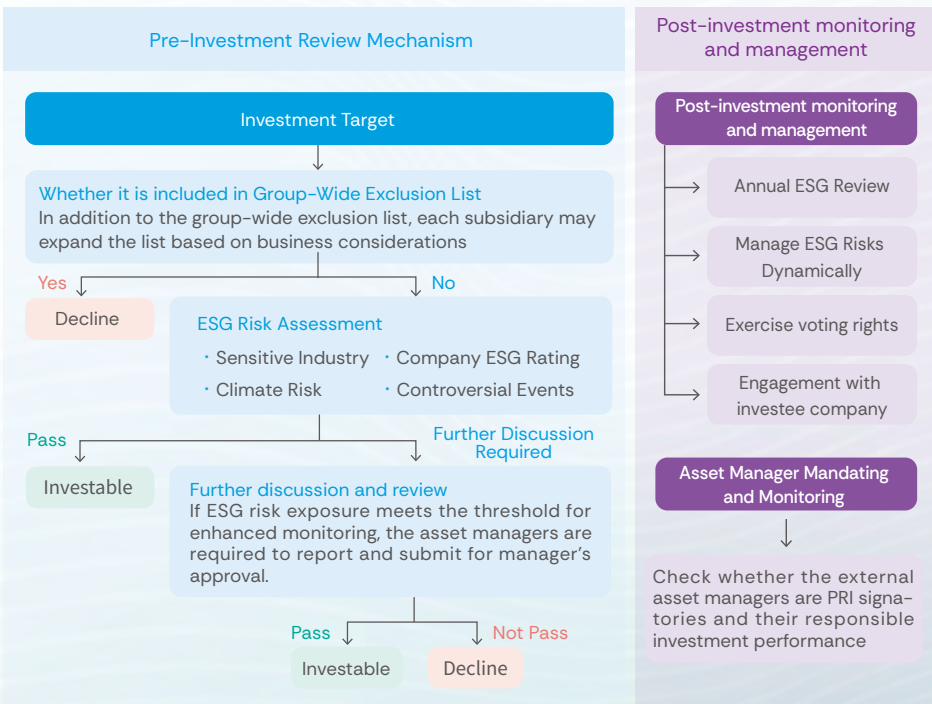 Pre-Investment Review Mechanism
Investment Target
Whether it is included in Group-Wide Exclusion List
In addition to the group-wide exclusion list, each subsidiary may
expand the list based on business considerations
Yes
No
Decline
ESG Risk Assessment
· Sensitive Industry · Company ESG Rating
· Climate Risk · Controversial Events
Pass
Further Discussion
Required
Investable
Further discussion and review
If ESG risk exposure meets the threshold for
enhanced monitoring, the asset managers are
required to report and submit for manager's
approval.
Pass
Not Pass
Investable
Decline
Post-investment monitoring
and management
Post-investment monitoring
and management
Annual ESG Review
Manage ESG Risks
Dynamically
Exercise voting rights
Engagement with
investee company
Asset Manager Mandating
and Monitoring
Check whether the external
asset managers are PRI signa-
tories and their responsible
investment performance